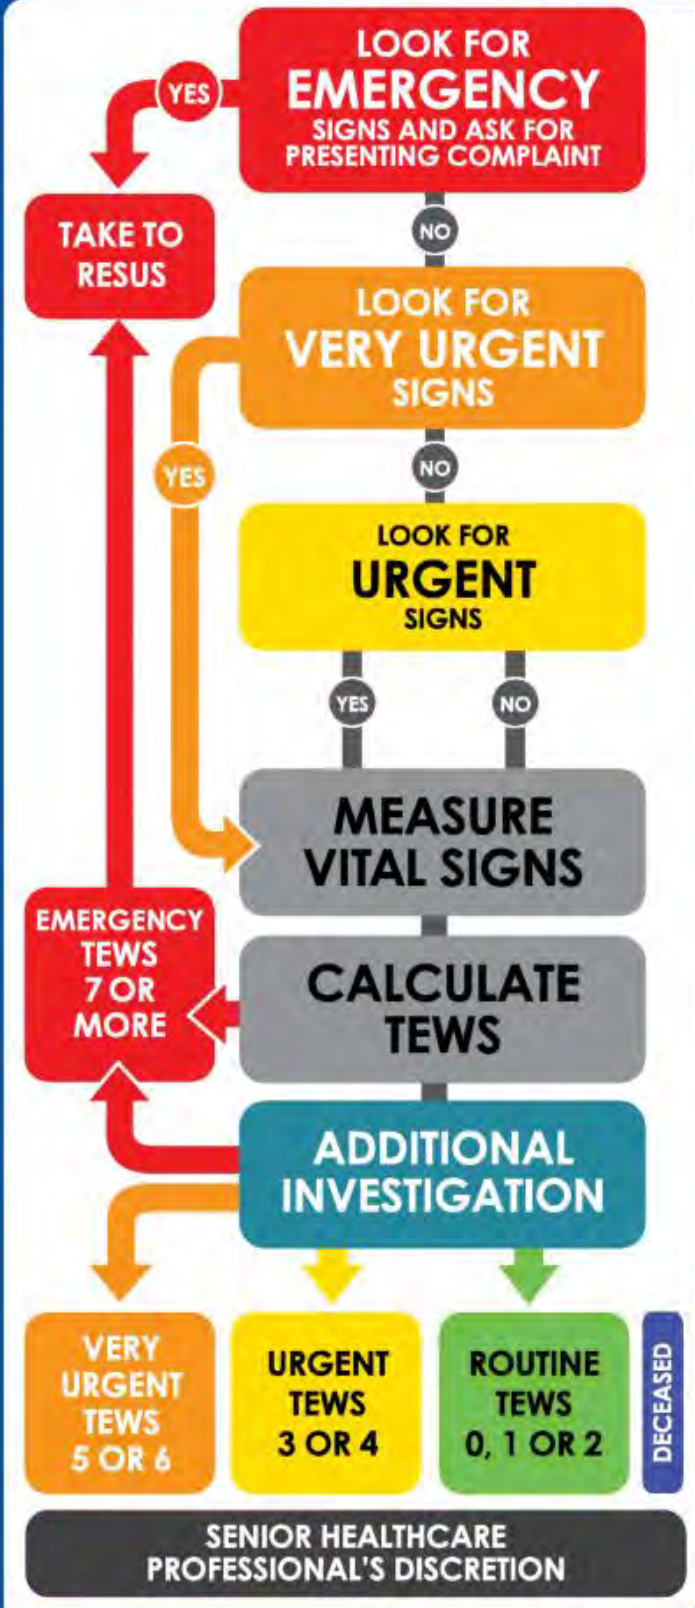 LOOK FOR
EMERGENCY
SIGNS AND ASK FOR
PRESENTING COMPLAINT
YES
TAKE TO
RESUS
NO
LOOK FOR
VERY URGENT
SIGNS
YES
NO
LOOK FOR
URGENT
SIGNS
YES
NO
MEASURE
VITAL SIGNS
EMERGENCY
TEWS
7 OR
MORE
CALCULATE
TEWS
ADDITIONAL
INVESTIGATION
VERY
URGENT
TEWS
5 OR 6
URGENT
TEWS
3 OR 4
ROUTINE
TEWS
0, 1 OR 2
DECEASED
SENIOR HEALTHCARE
PROFESSIONAL'S DISCRETION